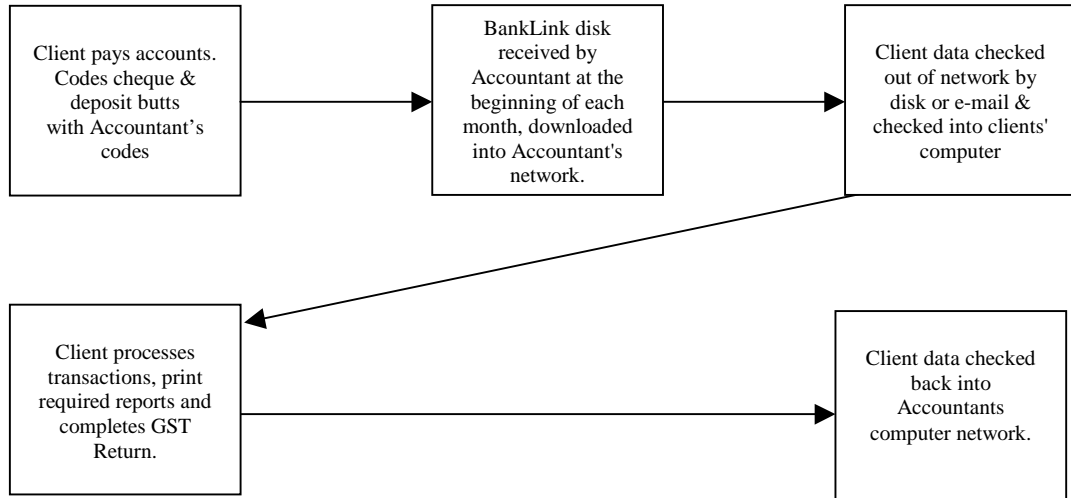 Client pays accounts.
Codes cheque &
deposit butts
with Accountant's
codes
BankLink disk
received by
Accountant at the
beginning of each
month, downloaded
into Accountant's
network.
Client data checked
out of network by
disk or e-mail &
checked into clients'
computer
Client processes
transactions, print
required reports and
completes GST
Return.
Client data checked
back into
Accountants
computer network.